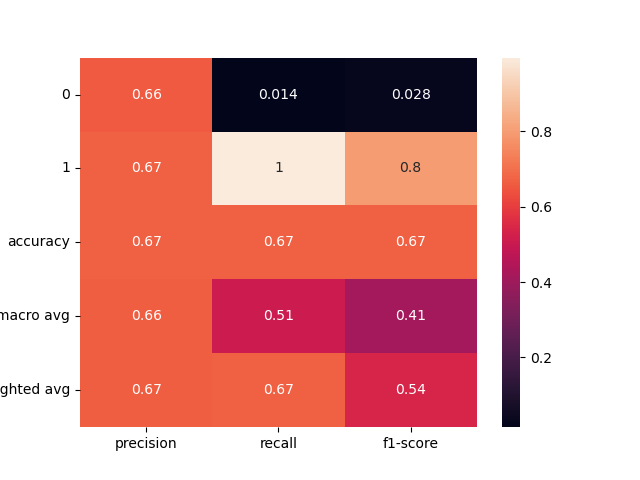 0 0.66 0.014 0.028
1 0.67 1 0.8
accuracy 0.67 0.67 0.67
macro avg 0.66 0.51 0.41
ghted avg 0.67 0.67 0.54
precision recall f1-score
0.8
0.6
0.4
0.2